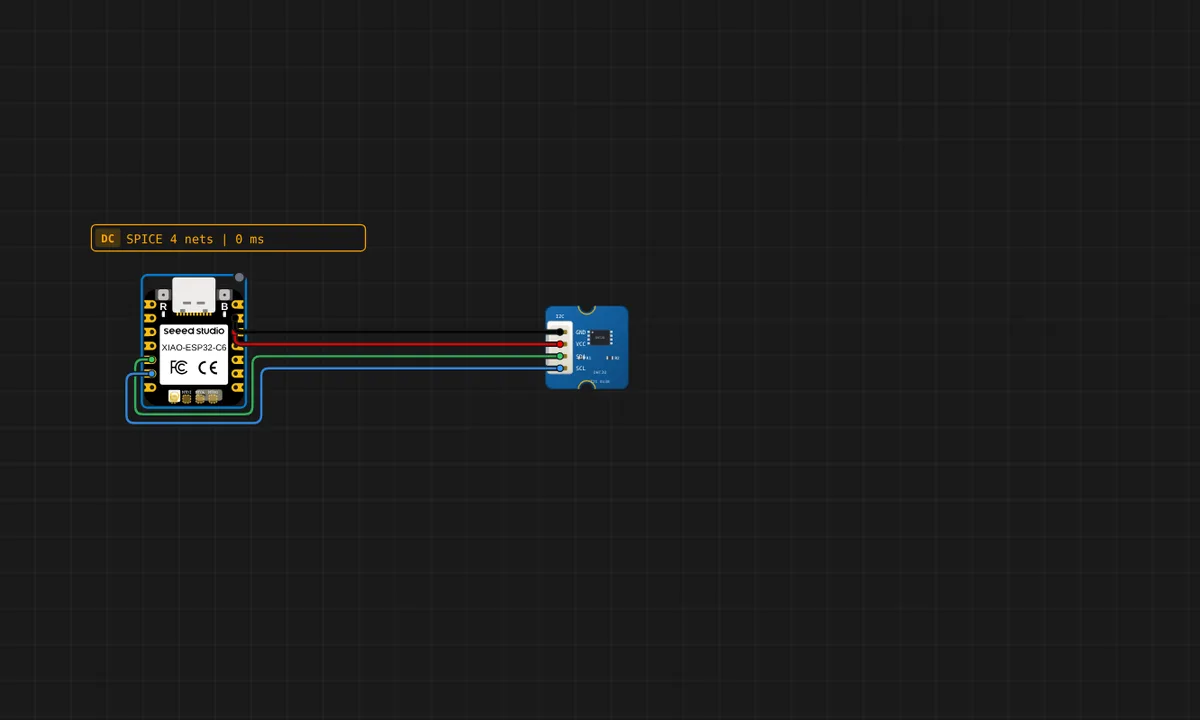 DC SPICE 4 nets | 0 ms
R
B
seeed studio
XIAO-ESP32-C6
FC CE
I2C
GND
VCC
SDA
SCL